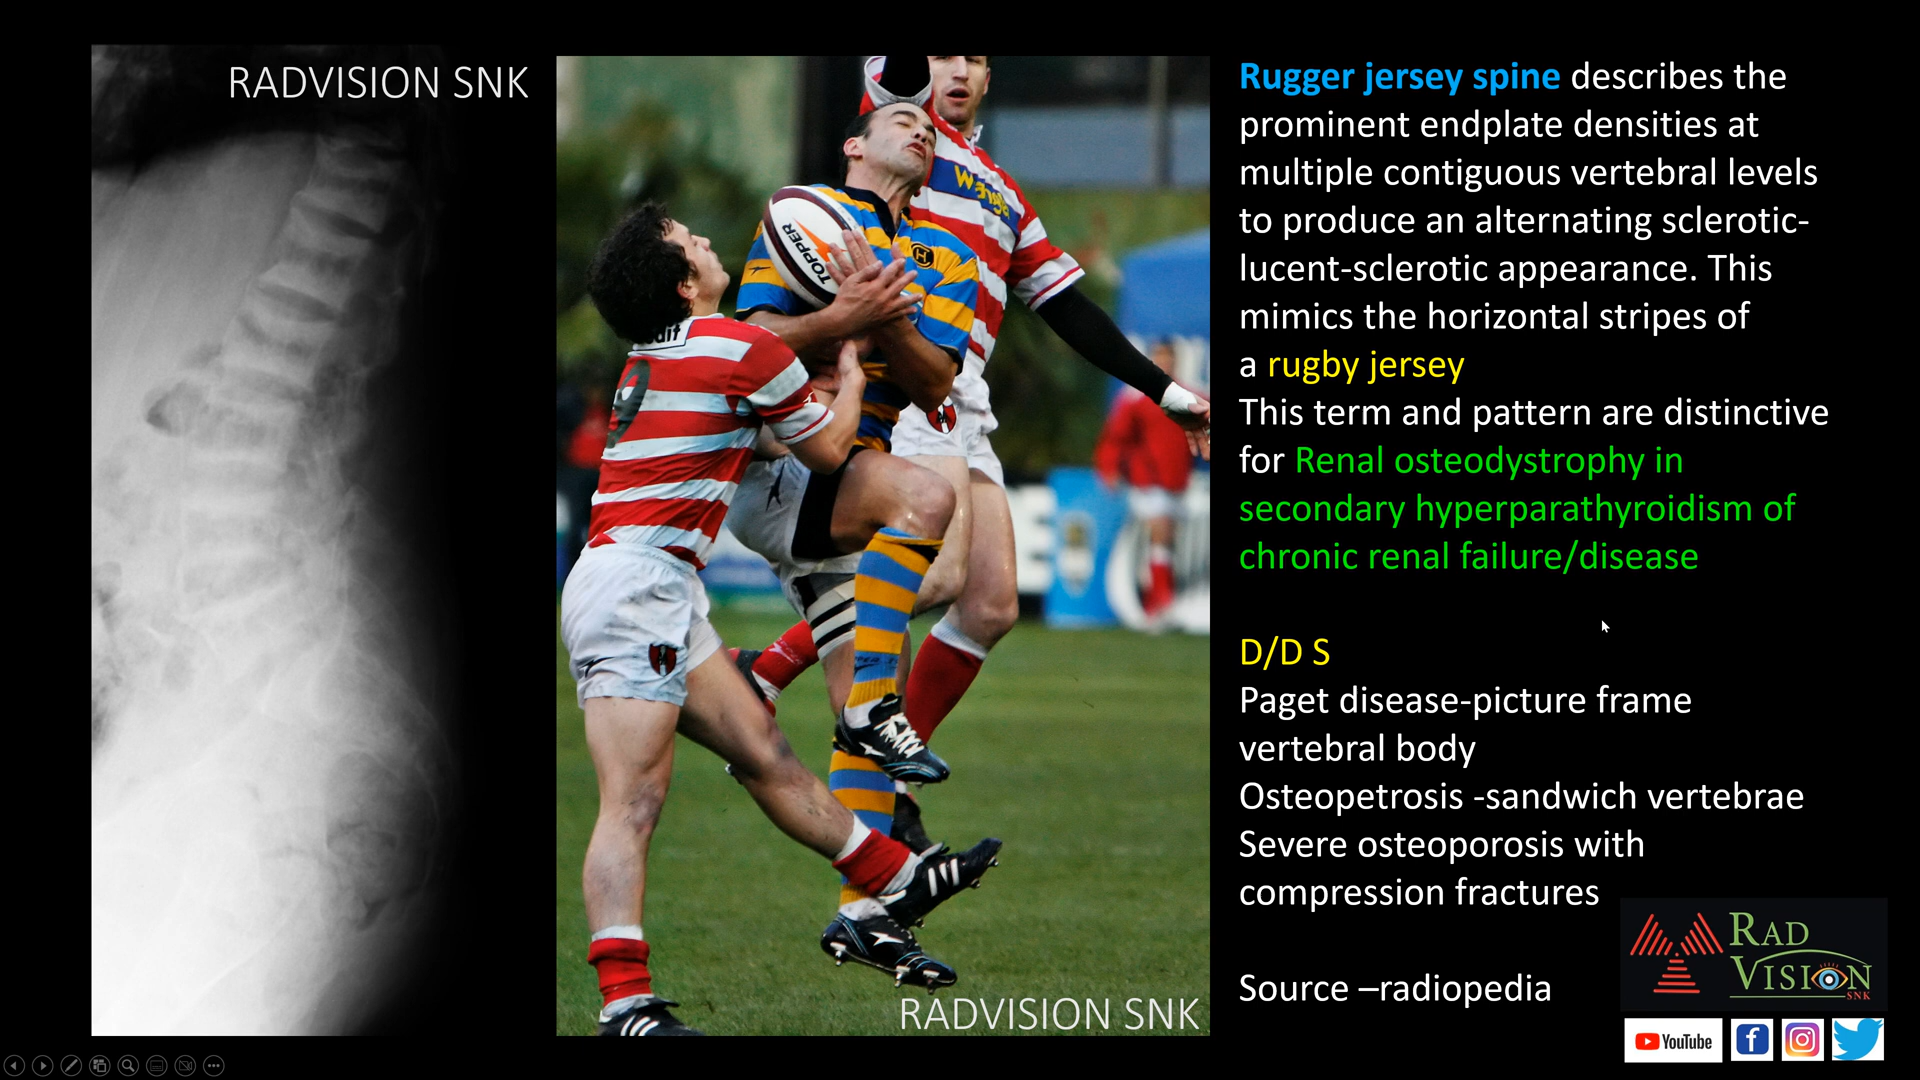 RADVISION SNK
TOPPER
9
RADVISION SNK
Rugger jersey spine describes the
prominent endplate densities at
multiple contiguous vertebral levels
to produce an alternating sclerotic-
lucent-sclerotic appearance. This
mimics the horizontal stripes of
a rugby jersey
This term and pattern are distinctive
for Renal osteodystrophy in
secondary hyperparathyroidism of
chronic renal failure/disease
D/D S
Paget disease-picture frame
vertebral body
Osteopetrosis -sandwich vertebrae
Severe osteoporosis with
compression fractures
Source –radiopedia
RAD
VISION
SNK
YouTube